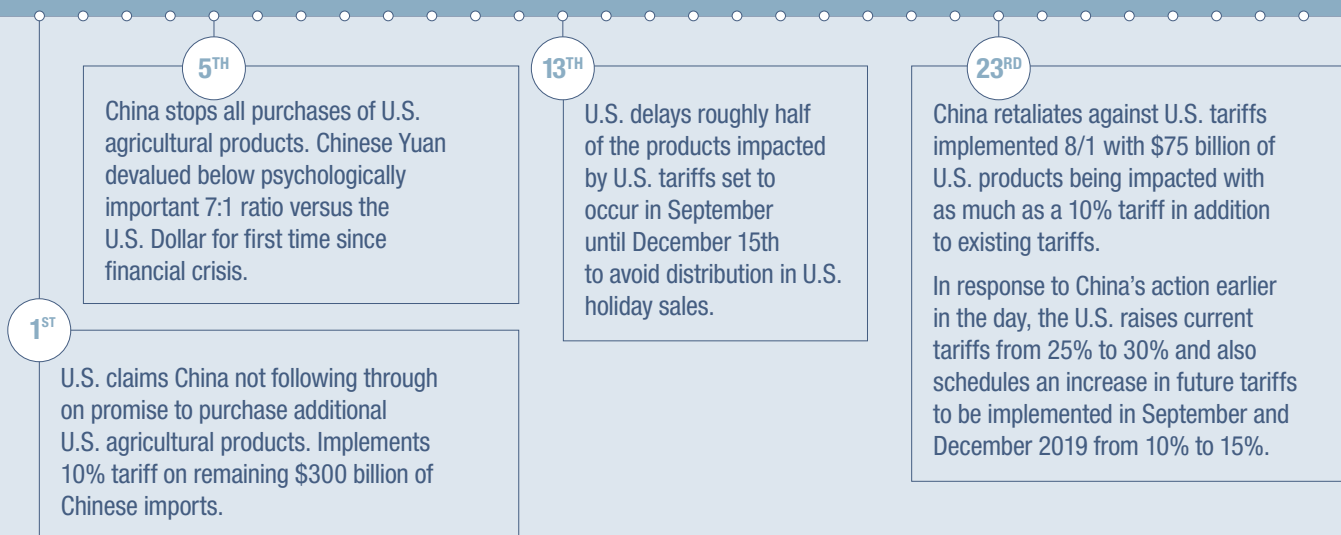 5TH
China stops all purchases of U.S.
agricultural products. Chinese Yuan
devalued below psychologically
important 7:1 ratio versus the
U.S. Dollar for first time since
financial crisis.
1ST
U.S. claims China not following through
on promise to purchase additional
U.S. agricultural products. Implements
10% tariff on remaining $300 billion of
Chinese imports.
13TH
U.S. delays roughly half
of the products impacted
by U.S. tariffs set to
occur in September
until December 15th
to avoid distribution in U.S.
holiday sales.
23RD
China retaliates against U.S. tariffs
implemented 8/1 with $75 billion of
U.S. products being impacted with
as much as a 10% tariff in addition
to existing tariffs.
In response to China’s action earlier
in the day, the U.S. raises current
tariffs from 25% to 30% and also
schedules an increase in future tariffs
to be implemented in September and
December 2019 from 10% to 15%.